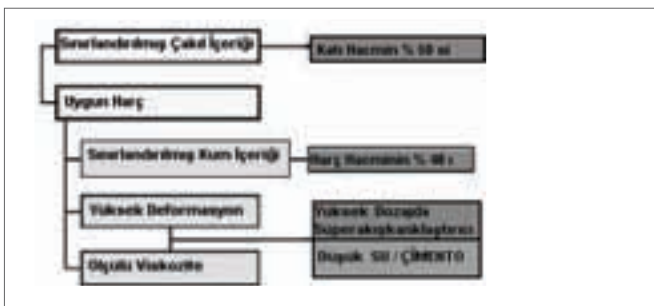 Sınırlandırılmış Çakıl İçeriği
Katı Hacmin % 50 si
Uygun Harç
Sınırlandırılmış Kum İçeriği
Harç Hacminin % 40 ı
Yüksek Deformasyon
Yüksek Dozajda
Süperakışkanlaştırıcı
Ölçülü Viskozite
Düşük SU / ÇİMENTO